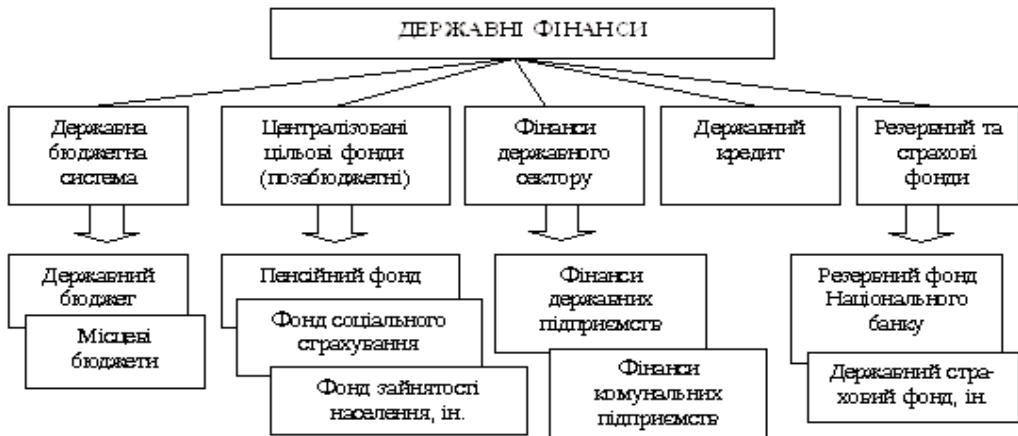 ДЕРЖАВНІ ФІНАНСИ
Державна
бюджетна
система
Централізовані
цільові фонди
(позабюджетні)
Фінанси
державного
сектору
Державний
кредит
Резервний та
страхові
фонди
Державний
бюджет
Місцеві
бюджети
Пенсійний фонд
Фонд соціального
страхування
Фонд зайнятості
населення, ін.
Фінанси
державних
підприємств
Фінанси
комунальних
підприємств
Резервний фонд
Національного
банку
Державний стра-
ховий фонд, ін.